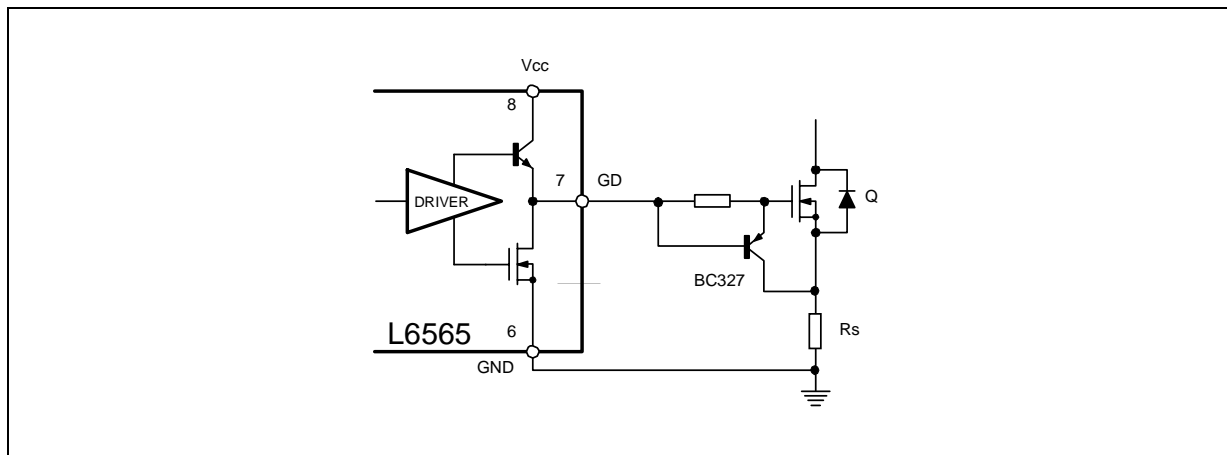 Vcc
8
7
GD
DRIVER
Q
BC327
L6565
6
Rs
GND